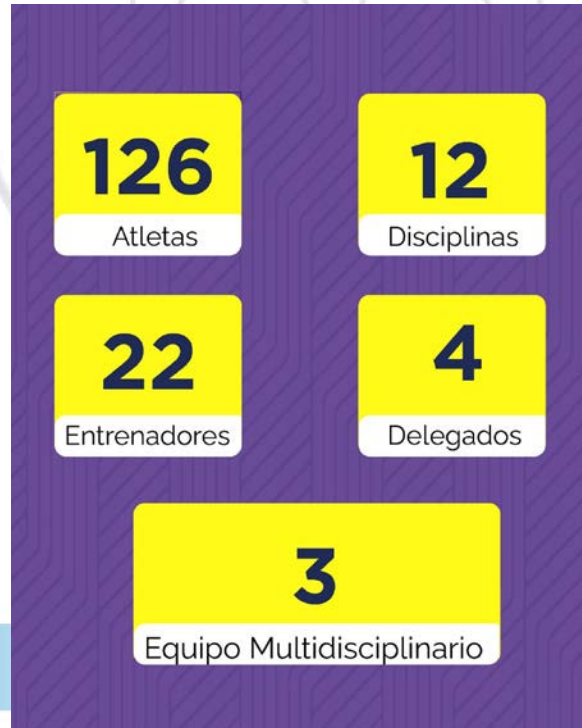 126
Atletas
12
Disciplinas
22
Entrenadores
4
Delegados
3
Equipo Multidisciplinario